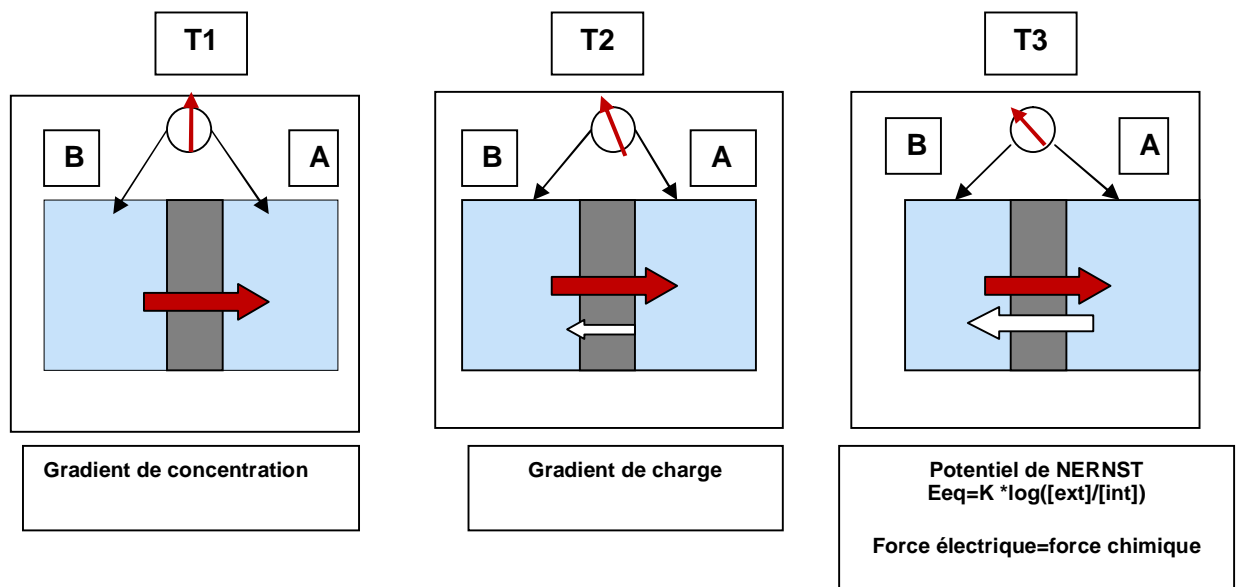 T1
T2
T3
B
A
B
A
B
A
Gradient de concentration
Gradient de charge
Potentiel de NERNST
Eeq=K *log([ext]/[int])
Force électrique=force chimique